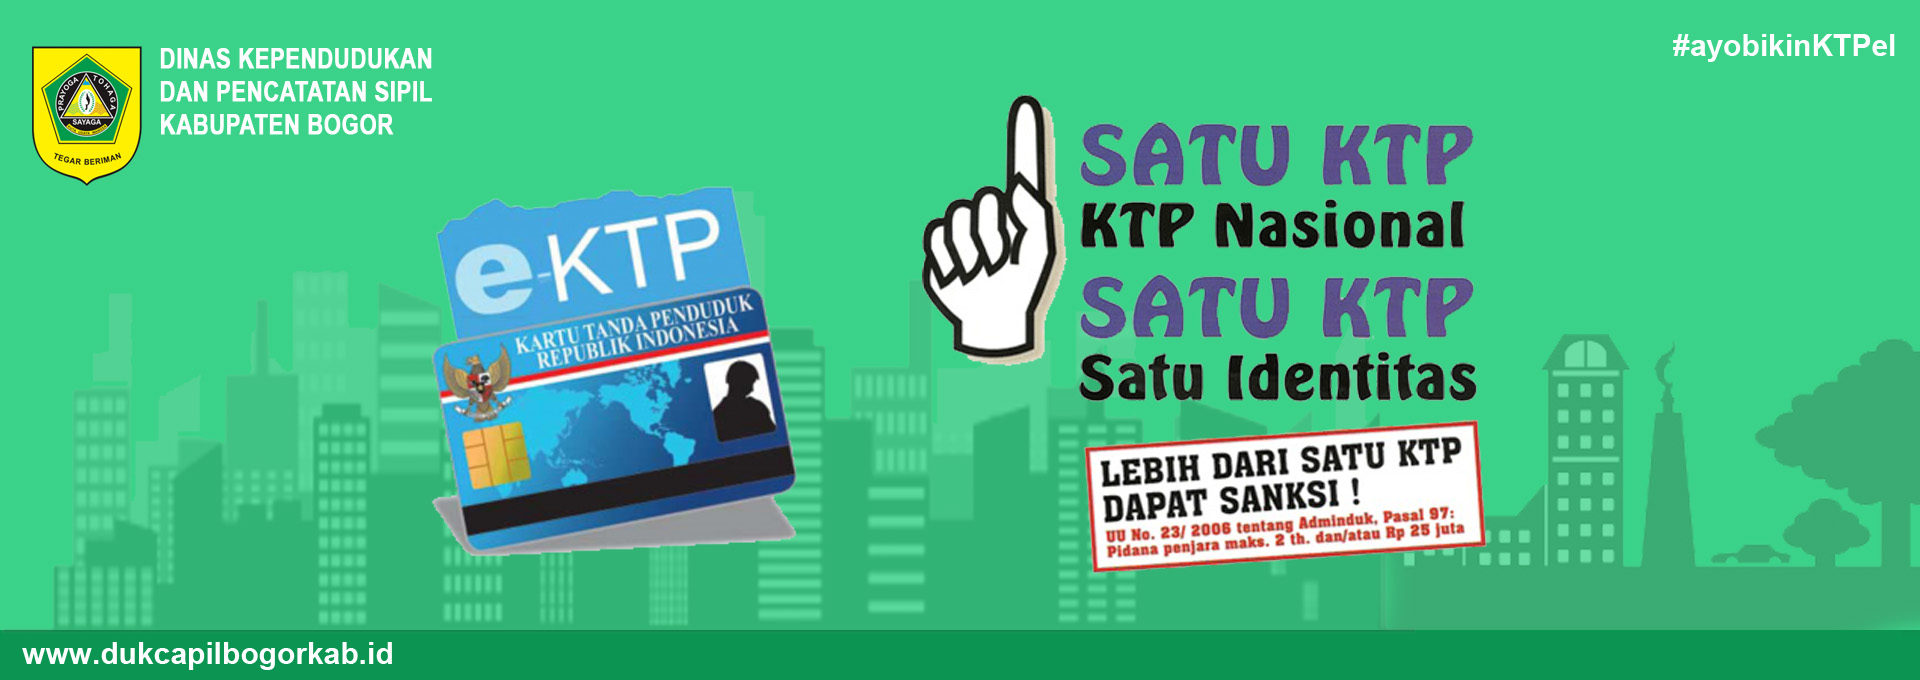 DINAS KEPENDUDUKAN
DAN PENCATATAN SIPIL
KABUPATEN BOGOR
PRAYOGA TOHAGA
SAYAGA
TEGAR BERIMAN
#ayobikinKTPel
e-KTP
KARTU TANDA PENDUDUK
REPUBLIK INDONESIA
SATU KTP
KTP Nasional
SATU KTP
Satu Identitas
LEBIH DARI SATU KTP
DAPAT SANKSI !
UU No. 23/ 2006 tentang Adminduk, Pasal 97:
Pidana penjara maks. 2 th. dan/atau Rp 25 juta
www.dukcapilbogorkab.id